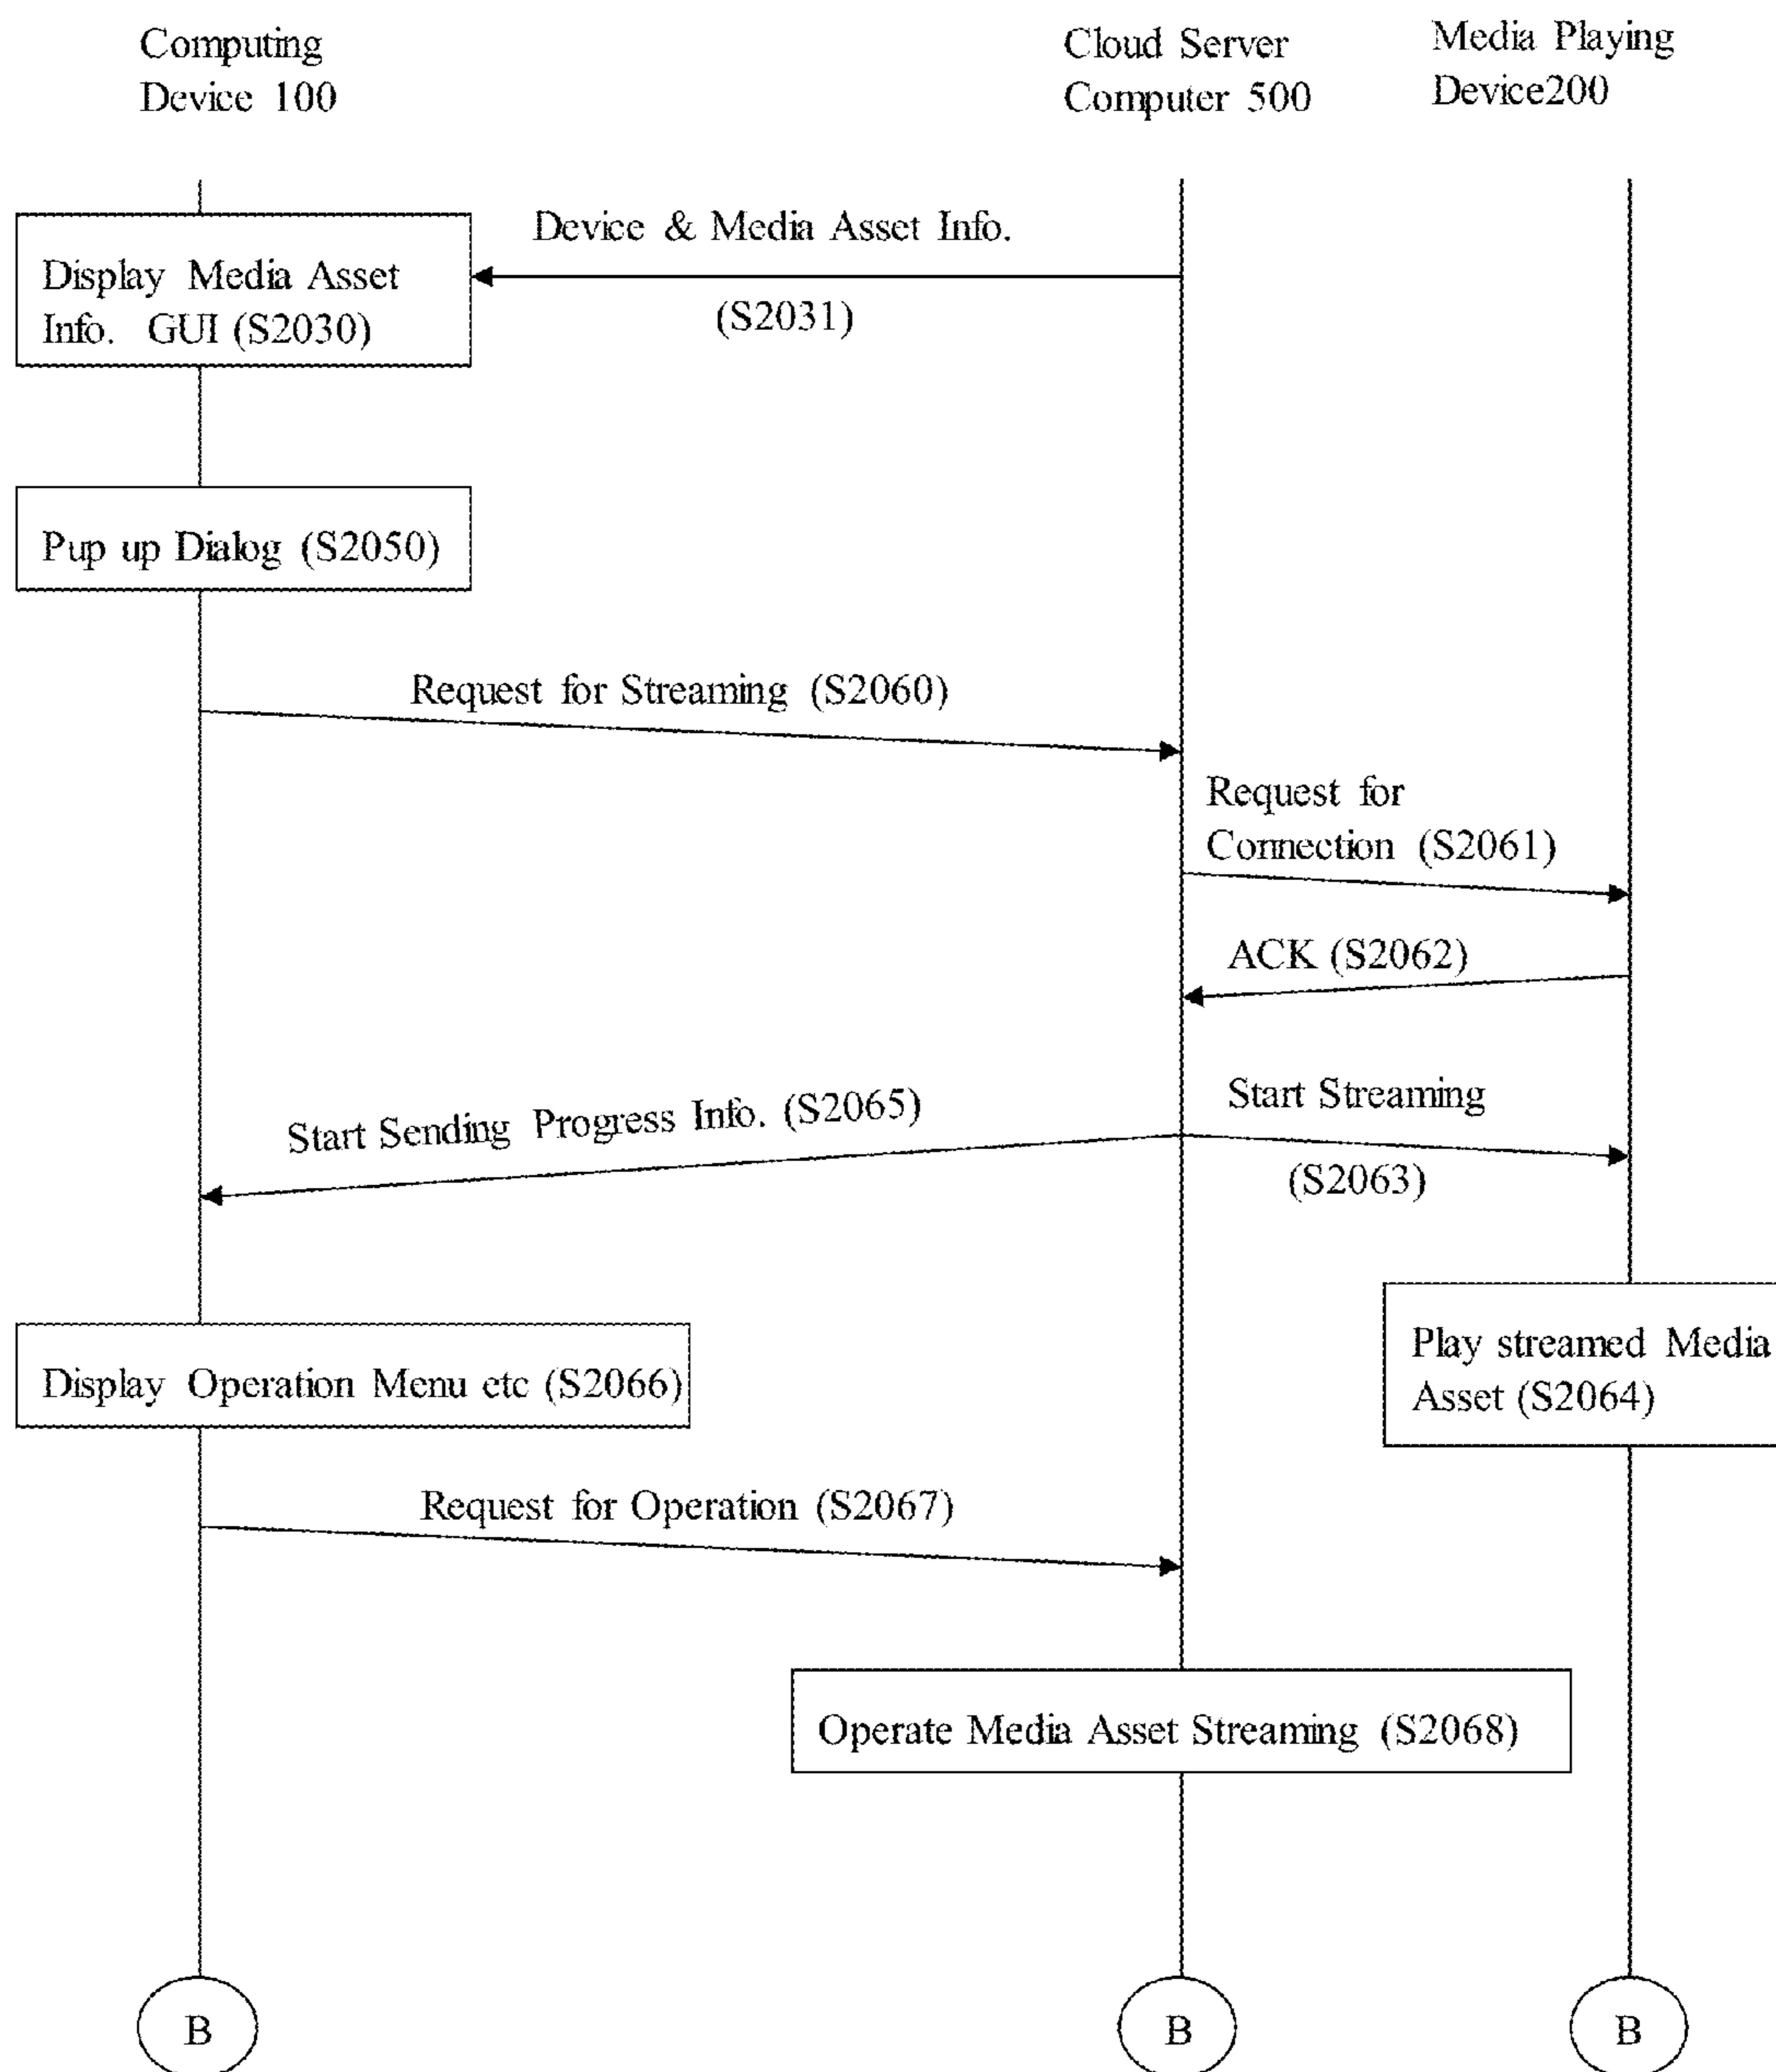 Computing
Device 100
Cloud Server
Computer 500
Media Playing
Device200
Device & Media Asset Info.
(S2031)
Display Media Asset
Info. GUI (S2030)
Pup up Dialog (S2050)
Request for Streaming (S2060)
Request for
Connection (S2061)
ACK (S2062)
Start Sending Progress Info. (S2065)
Start Streaming
(S2063)
Display Operation Menu etc (S2066)
Play streamed Media
Asset (S2064)
Request for Operation (S2067)
Operate Media Asset Streaming (S2068)
B
B
B